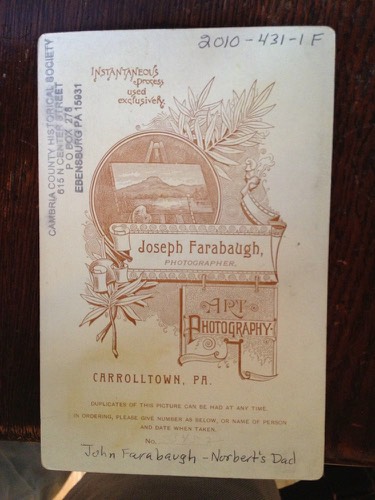 2010-431-1F
CAMBRIA COUNTY HISTORICAL SOCIETY
615 N CENTER STREET
P O BOX 278
EBENSBURG PA 15931
INSTANTANEOUS
process
used
exclusively.
Joseph Farabaugh,
PHOTOGRAPHER.
ART
PHOTOGRAPHY.
CARROLLTOWN, PA.
DUPLICATES OF THIS PICTURE CAN BE HAD AT ANY TIME.
IN ORDERING, PLEASE GIVE NUMBER AS BELOW, OR NAME OF PERSON
AND DATE WHEN TAKEN.
No.
John Farabaugh - Norbert's Dad